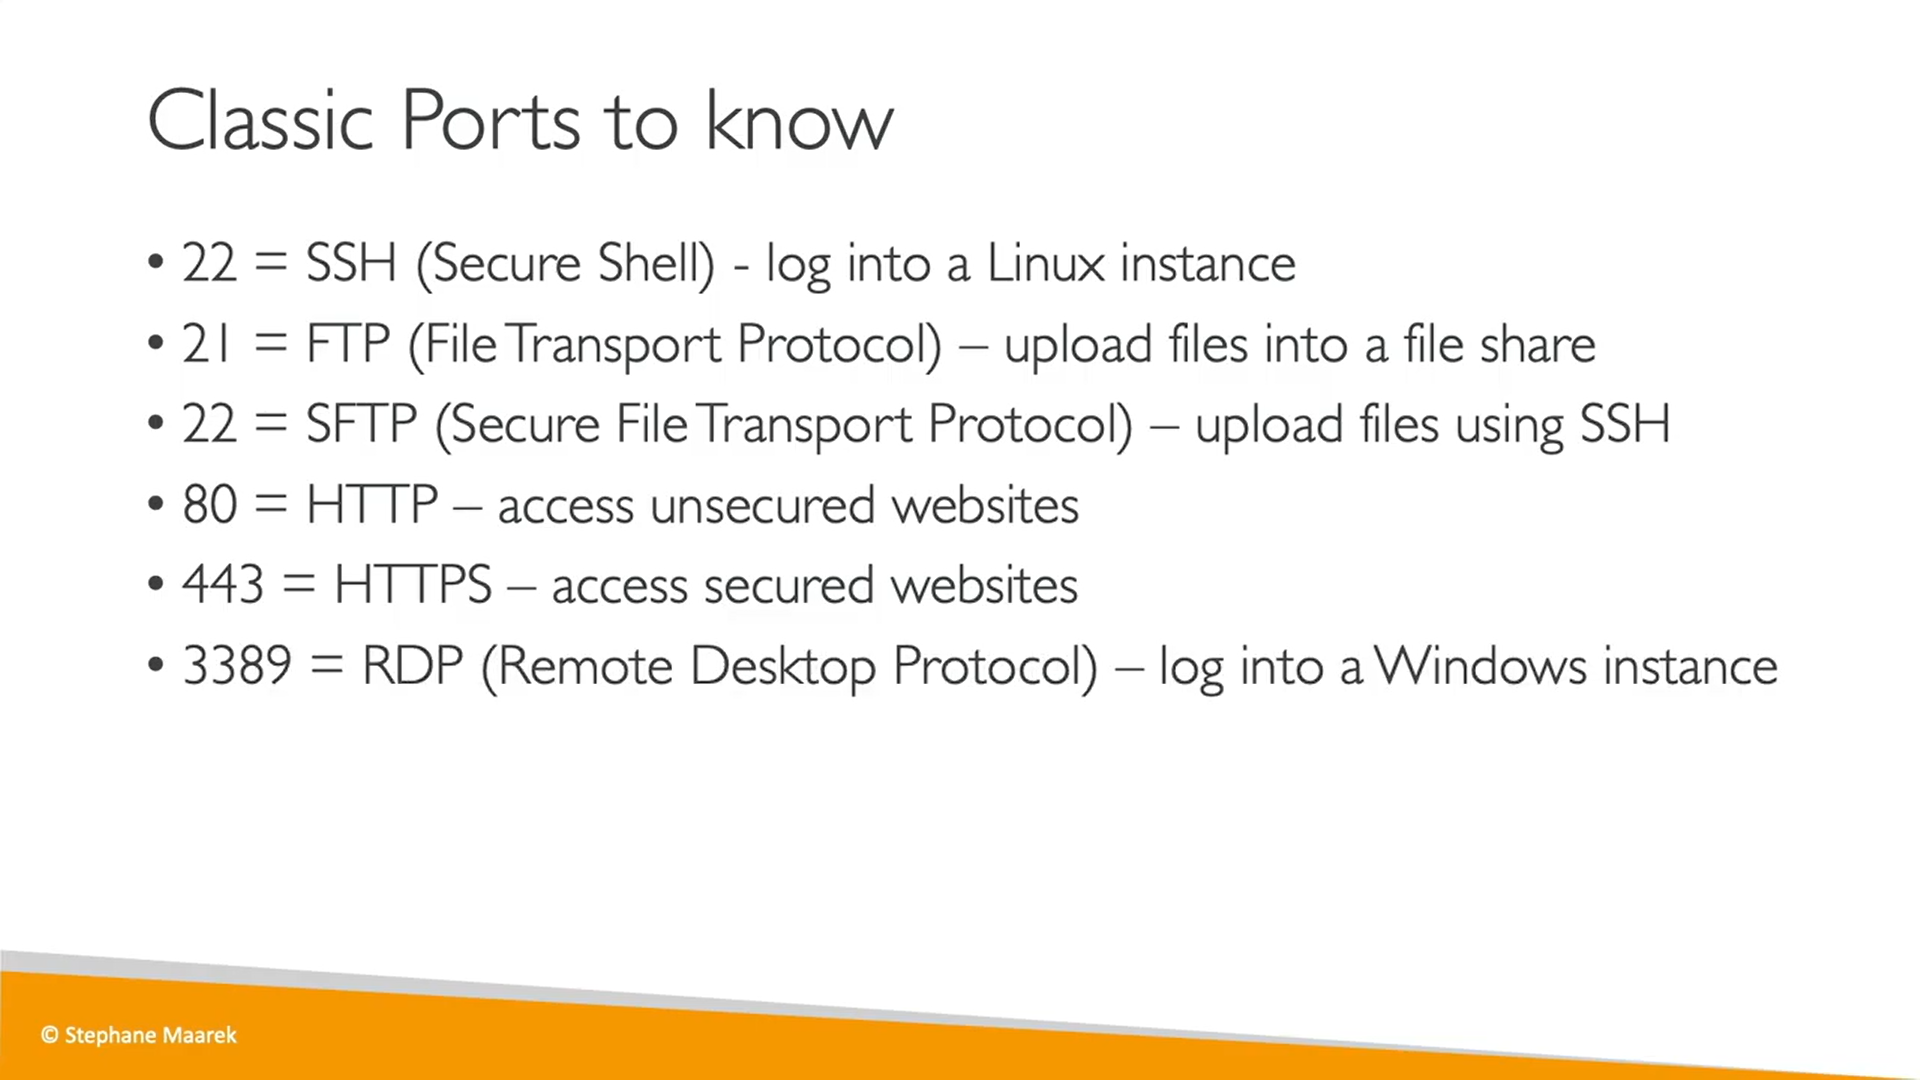 Classic Ports to know
• 22 = SSH (Secure Shell) - log into a Linux instance
• 21 = FTP (File Transport Protocol) – upload files into a file share
• 22 = SFTP (Secure File Transport Protocol) – upload files using SSH
• 80 = HTTP – access unsecured websites
• 443 = HTTPS – access secured websites
• 3389 = RDP (Remote Desktop Protocol) – log into a Windows instance
© Stephane Maarek